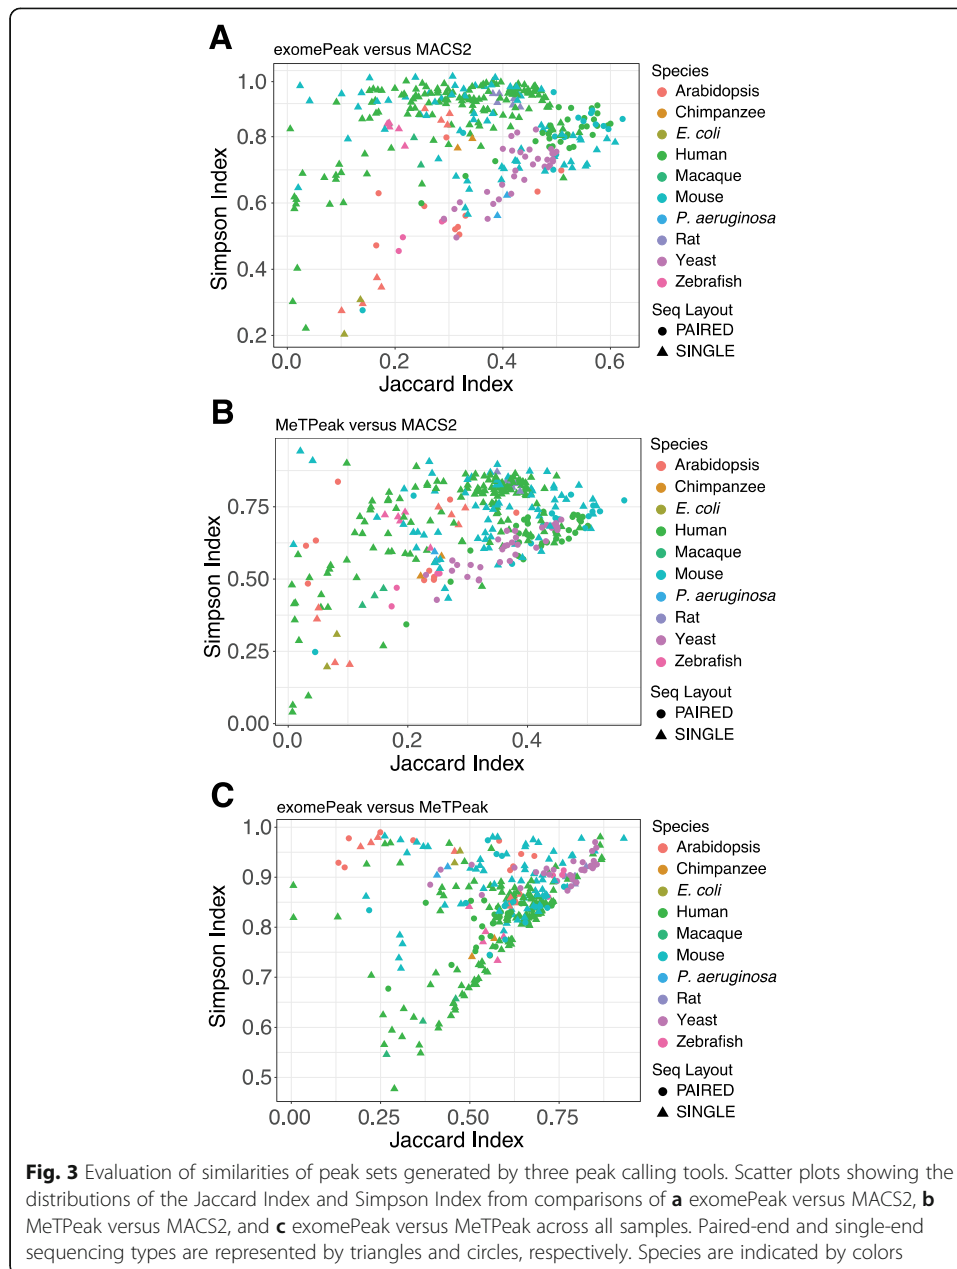 A
exomePeak versus MACS2
1.0
0.8
0.6
0.4
0.2
Simpson Index
0.0
0.2
0.4
0.6
Jaccard Index
Species
Arabidopsis
Chimpanzee
E. coli
Human
Macaque
Mouse
P. aeruginosa
Rat
Yeast
Zebrafish
Seq Layout
PAIRED
SINGLE
B
MeTPeak versus MACS2
0.75
0.50
0.25
0.00
Simpson Index
0.0
0.2
0.4
Jaccard Index
Species
Arabidopsis
Chimpanzee
E. coli
Human
Macaque
Mouse
P. aeruginosa
Rat
Yeast
Zebrafish
Seq Layout
PAIRED
SINGLE
C
exomePeak versus MeTPeak
1.0
0.9
0.8
0.7
0.6
0.5
Simpson Index
0.00
0.25
0.50
0.75
Jaccard Index
Species
Arabidopsis
Chimpanzee
E. coli
Human
Macaque
Mouse
P. aeruginosa
Rat
Yeast
Zebrafish
Seq Layout
PAIRED
SINGLE
Fig. 3 Evaluation of similarities of peak sets generated by three peak calling tools. Scatter plots showing the
distributions of the Jaccard Index and Simpson Index from comparisons of a exomePeak versus MACS2, b
MeTPeak versus MACS2, and c exomePeak versus MeTPeak across all samples. Paired-end and single-end
sequencing types are represented by triangles and circles, respectively. Species are indicated by colors